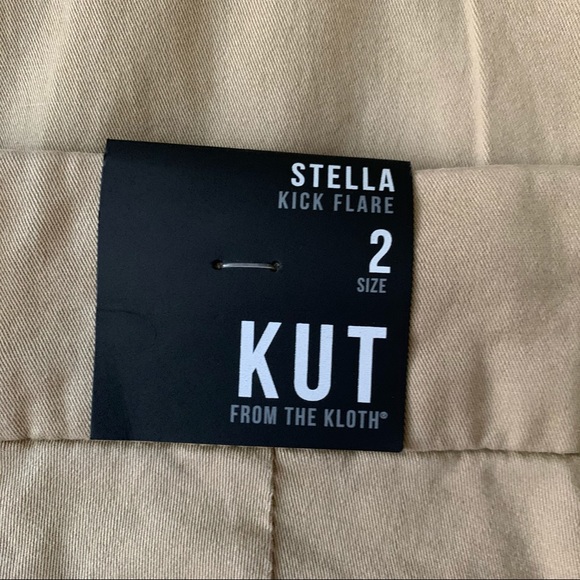 STELLA
KICK FLARE
2
SIZE
KUT
FROM THE KLOTH®